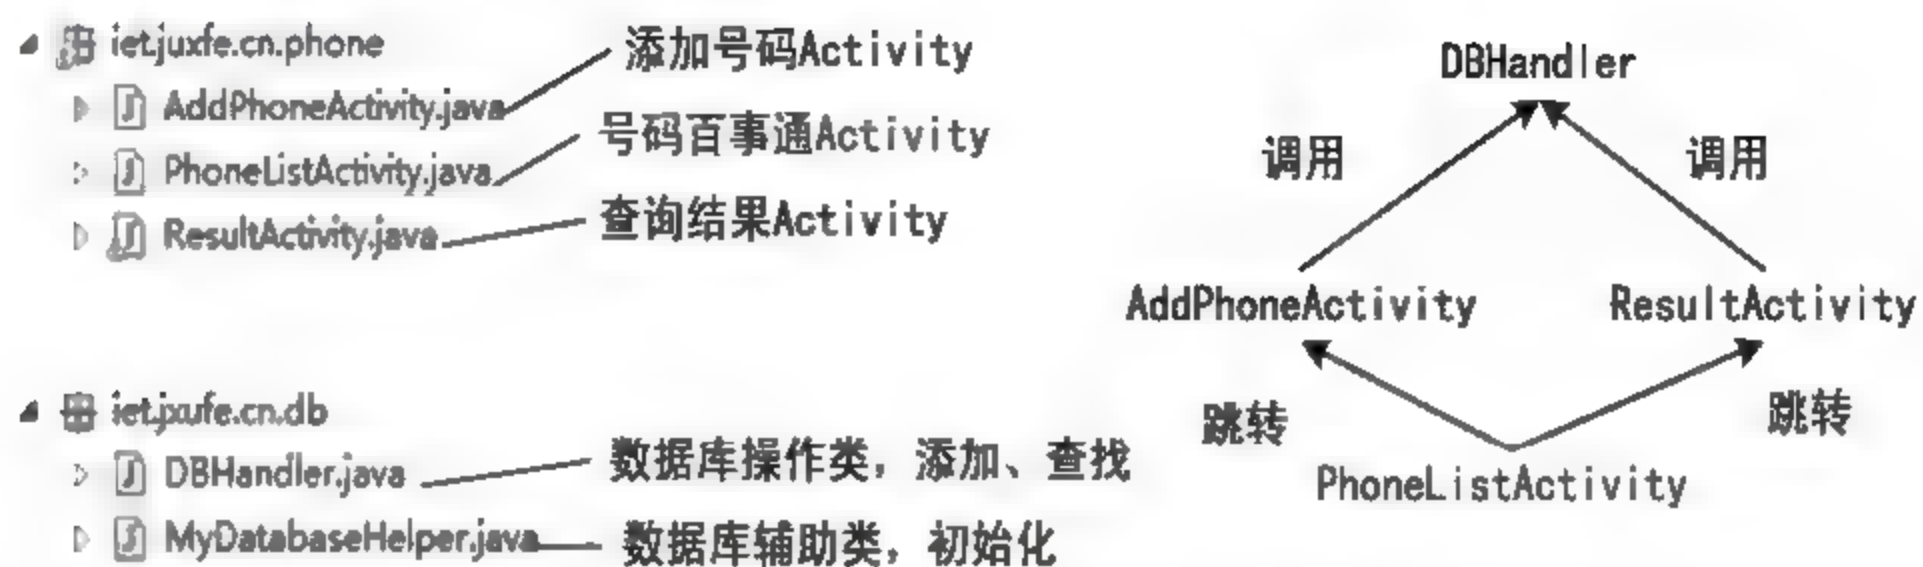 iet.juxfe.cn.phone
AddPhoneActivity.java
添加号码Activity
PhoneListActivity.java
号码百事通Activity
ResultActivity.java
查询结果Activity
iet.jxufe.cn.db
DBHandler.java
数据库操作类，添加、查找
MyDatabaseHelper.java
数据库辅助类，初始化
DBHandler
调用
调用
AddPhoneActivity
ResultActivity
跳转
跳转
PhoneListActivity